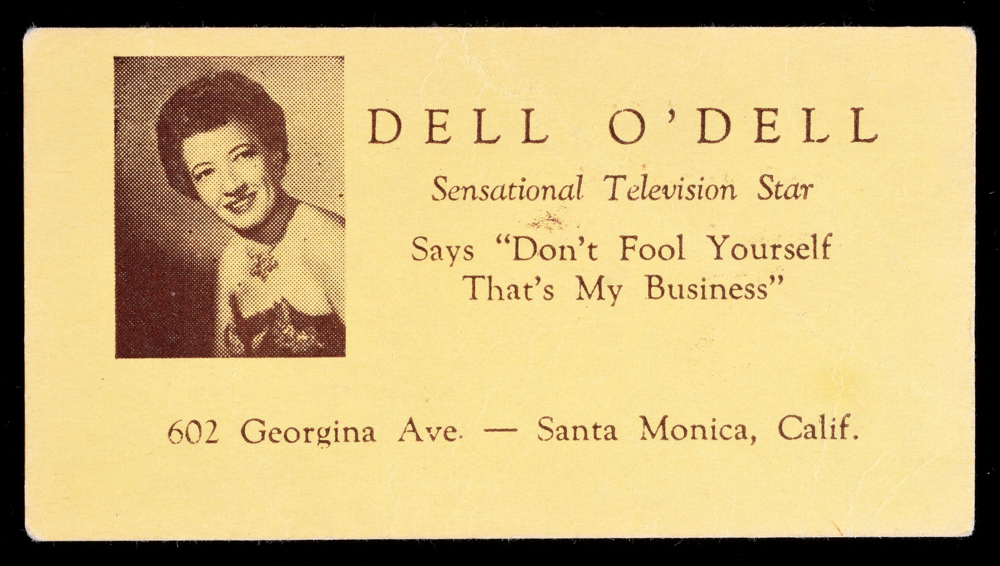 DELL O'DELL
Sensational Television Star
Says “Don't Fool Yourself
That's My Business”
602 Georgina Ave. — Santa Monica, Calif.